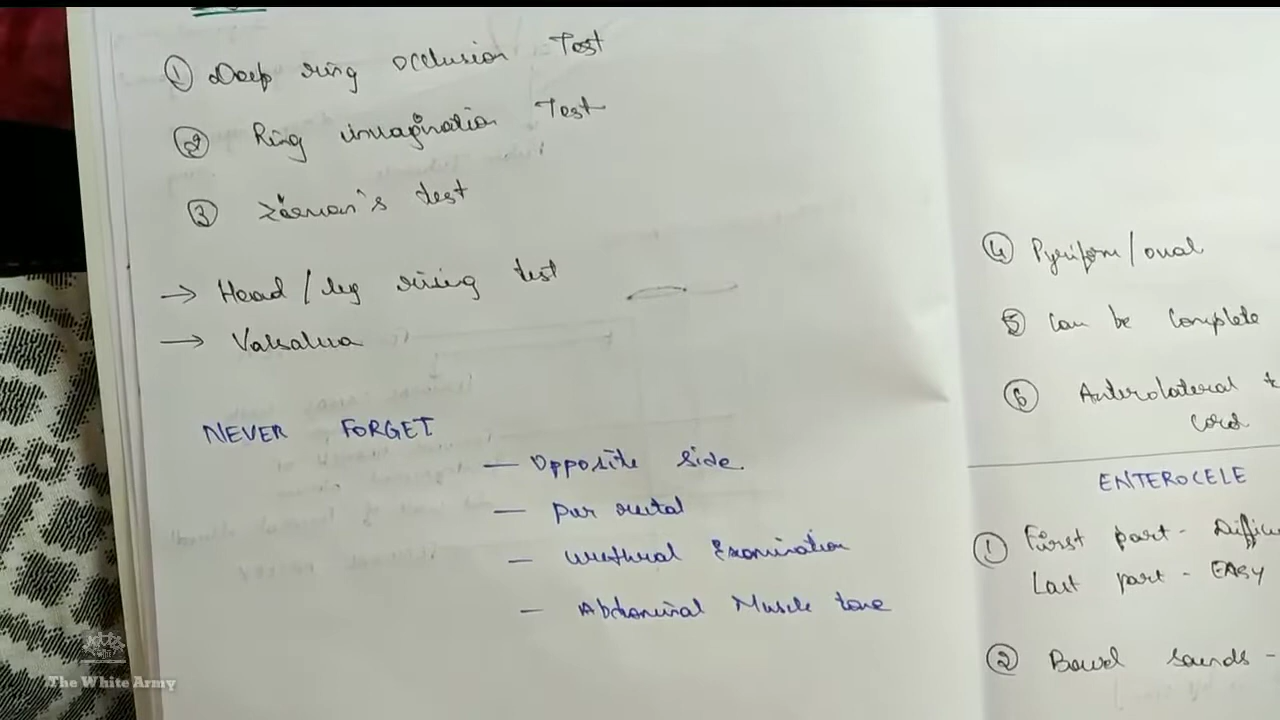 ① Deep ring occlusion Test
② Ring invagination Test
③ Zieman's test
→ Head / leg rising test
→ Valsalva
NEVER FORGET
— Opposite side
— per rectal
— Urethral Examination
— Abdominal Muscle tone
④ Pyriform/oval
⑤ Can be Complete
⑥ Anterolateral
Cord
ENTEROCELE
① First part -
Last part - EASY
② Bowel sounds -
The White Army